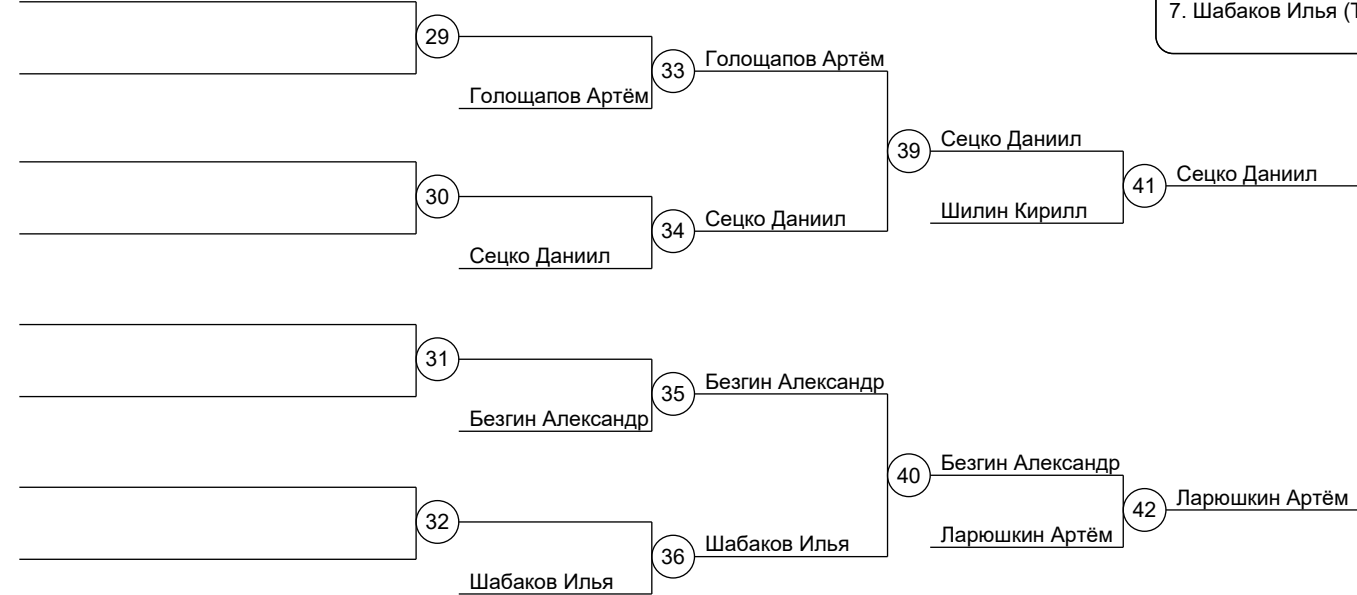 7. Шабаков Илья (Т
29
33
Голощапов Артём
Голощапов Артём
39
Сецко Даниил
30
34
Сецко Даниил
41
Сецко Даниил
Шилин Кирилл
Сецко Даниил
31
35
Безгин Александр
Безгин Александр
40
Безгин Александр
32
36
Шабаков Илья
42
Ларюшкин Артём
Ларюшкин Артём
Шабаков Илья